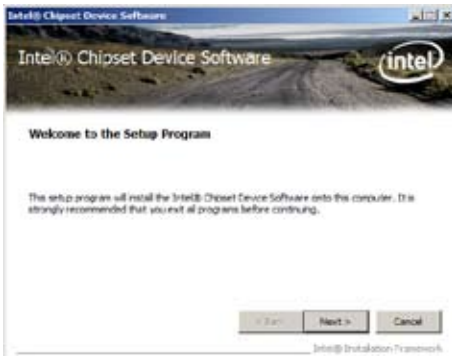 Intel® Chipset Device Software
Intel® Chipset Device Software
intel
Welcome to the Setup Program
This setup program will install the Intel® Chipset Device Software onto this computer. It is
strongly recommended that you exit all programs before continuing.
< Back
Next >
Cancel
Intel® Installation Framework